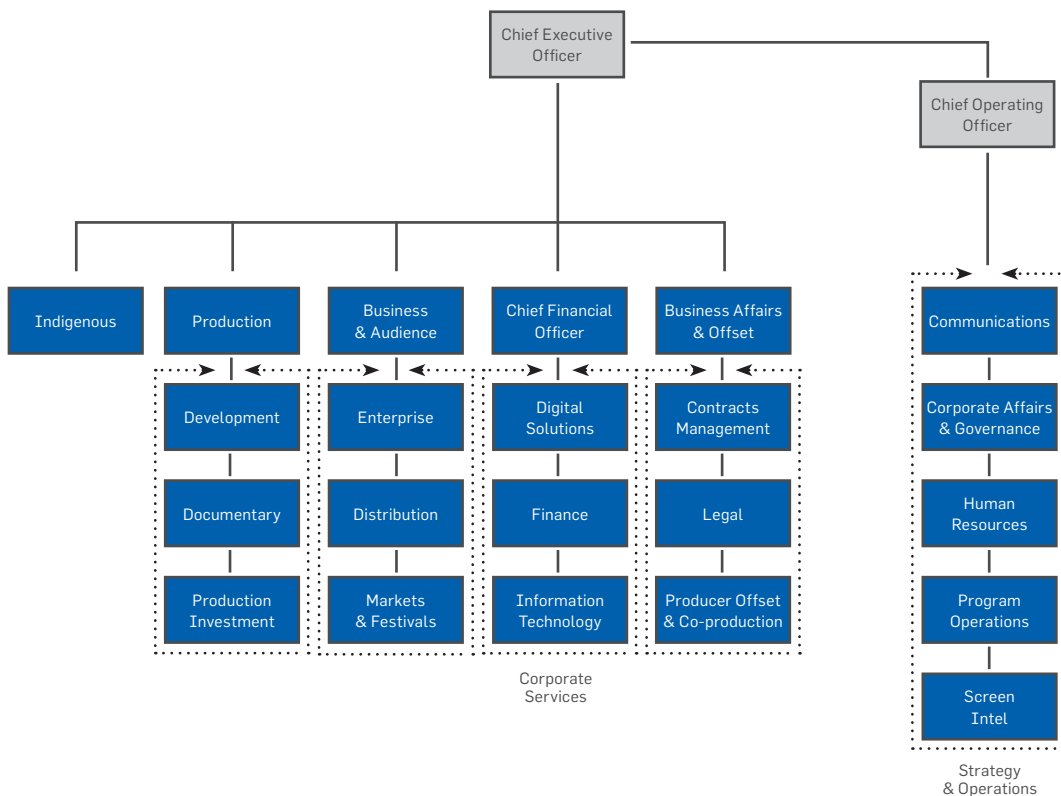 Chief Executive
Officer
Chief Operating
Officer
Indigenous
Production
Business
& Audience
Chief Financial
Officer
Business Affairs
& Offset
Communications
Development
Enterprise
Digital
Solutions
Contracts
Management
Corporate Affairs
& Governance
Documentary
Distribution
Finance
Legal
Human
Resources
Production
Investment
Markets
& Festivals
Information
Technology
Producer Offset
& Co-production
Program
Operations
Corporate
Services
Screen
Intel
Strategy
& Operations